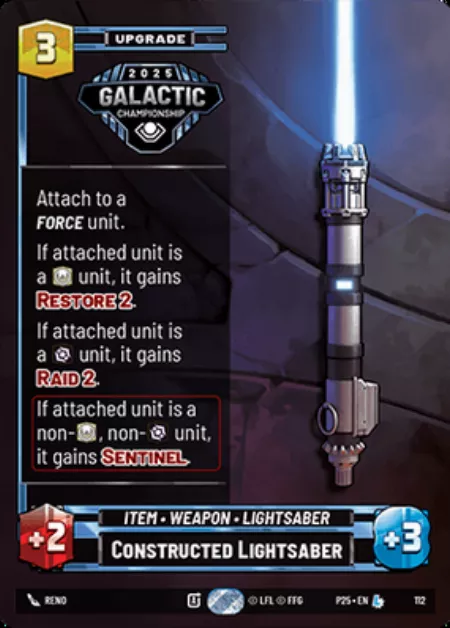 3
UPGRADE
2025
GALACTIC
CHAMPIONSHIP
Attach to a
FORCE unit.
If attached unit is
a unit, it gains
RESTORE 2.
If attached unit is
a unit, it gains
RAID 2.
If attached unit is a
non- , non- unit,
it gains SENTINEL.
ITEM • WEAPON • LIGHTSABER
+2
CONSTRUCTED LIGHTSABER
+3
RENO
© LFL © FFG
P25 • EN
112